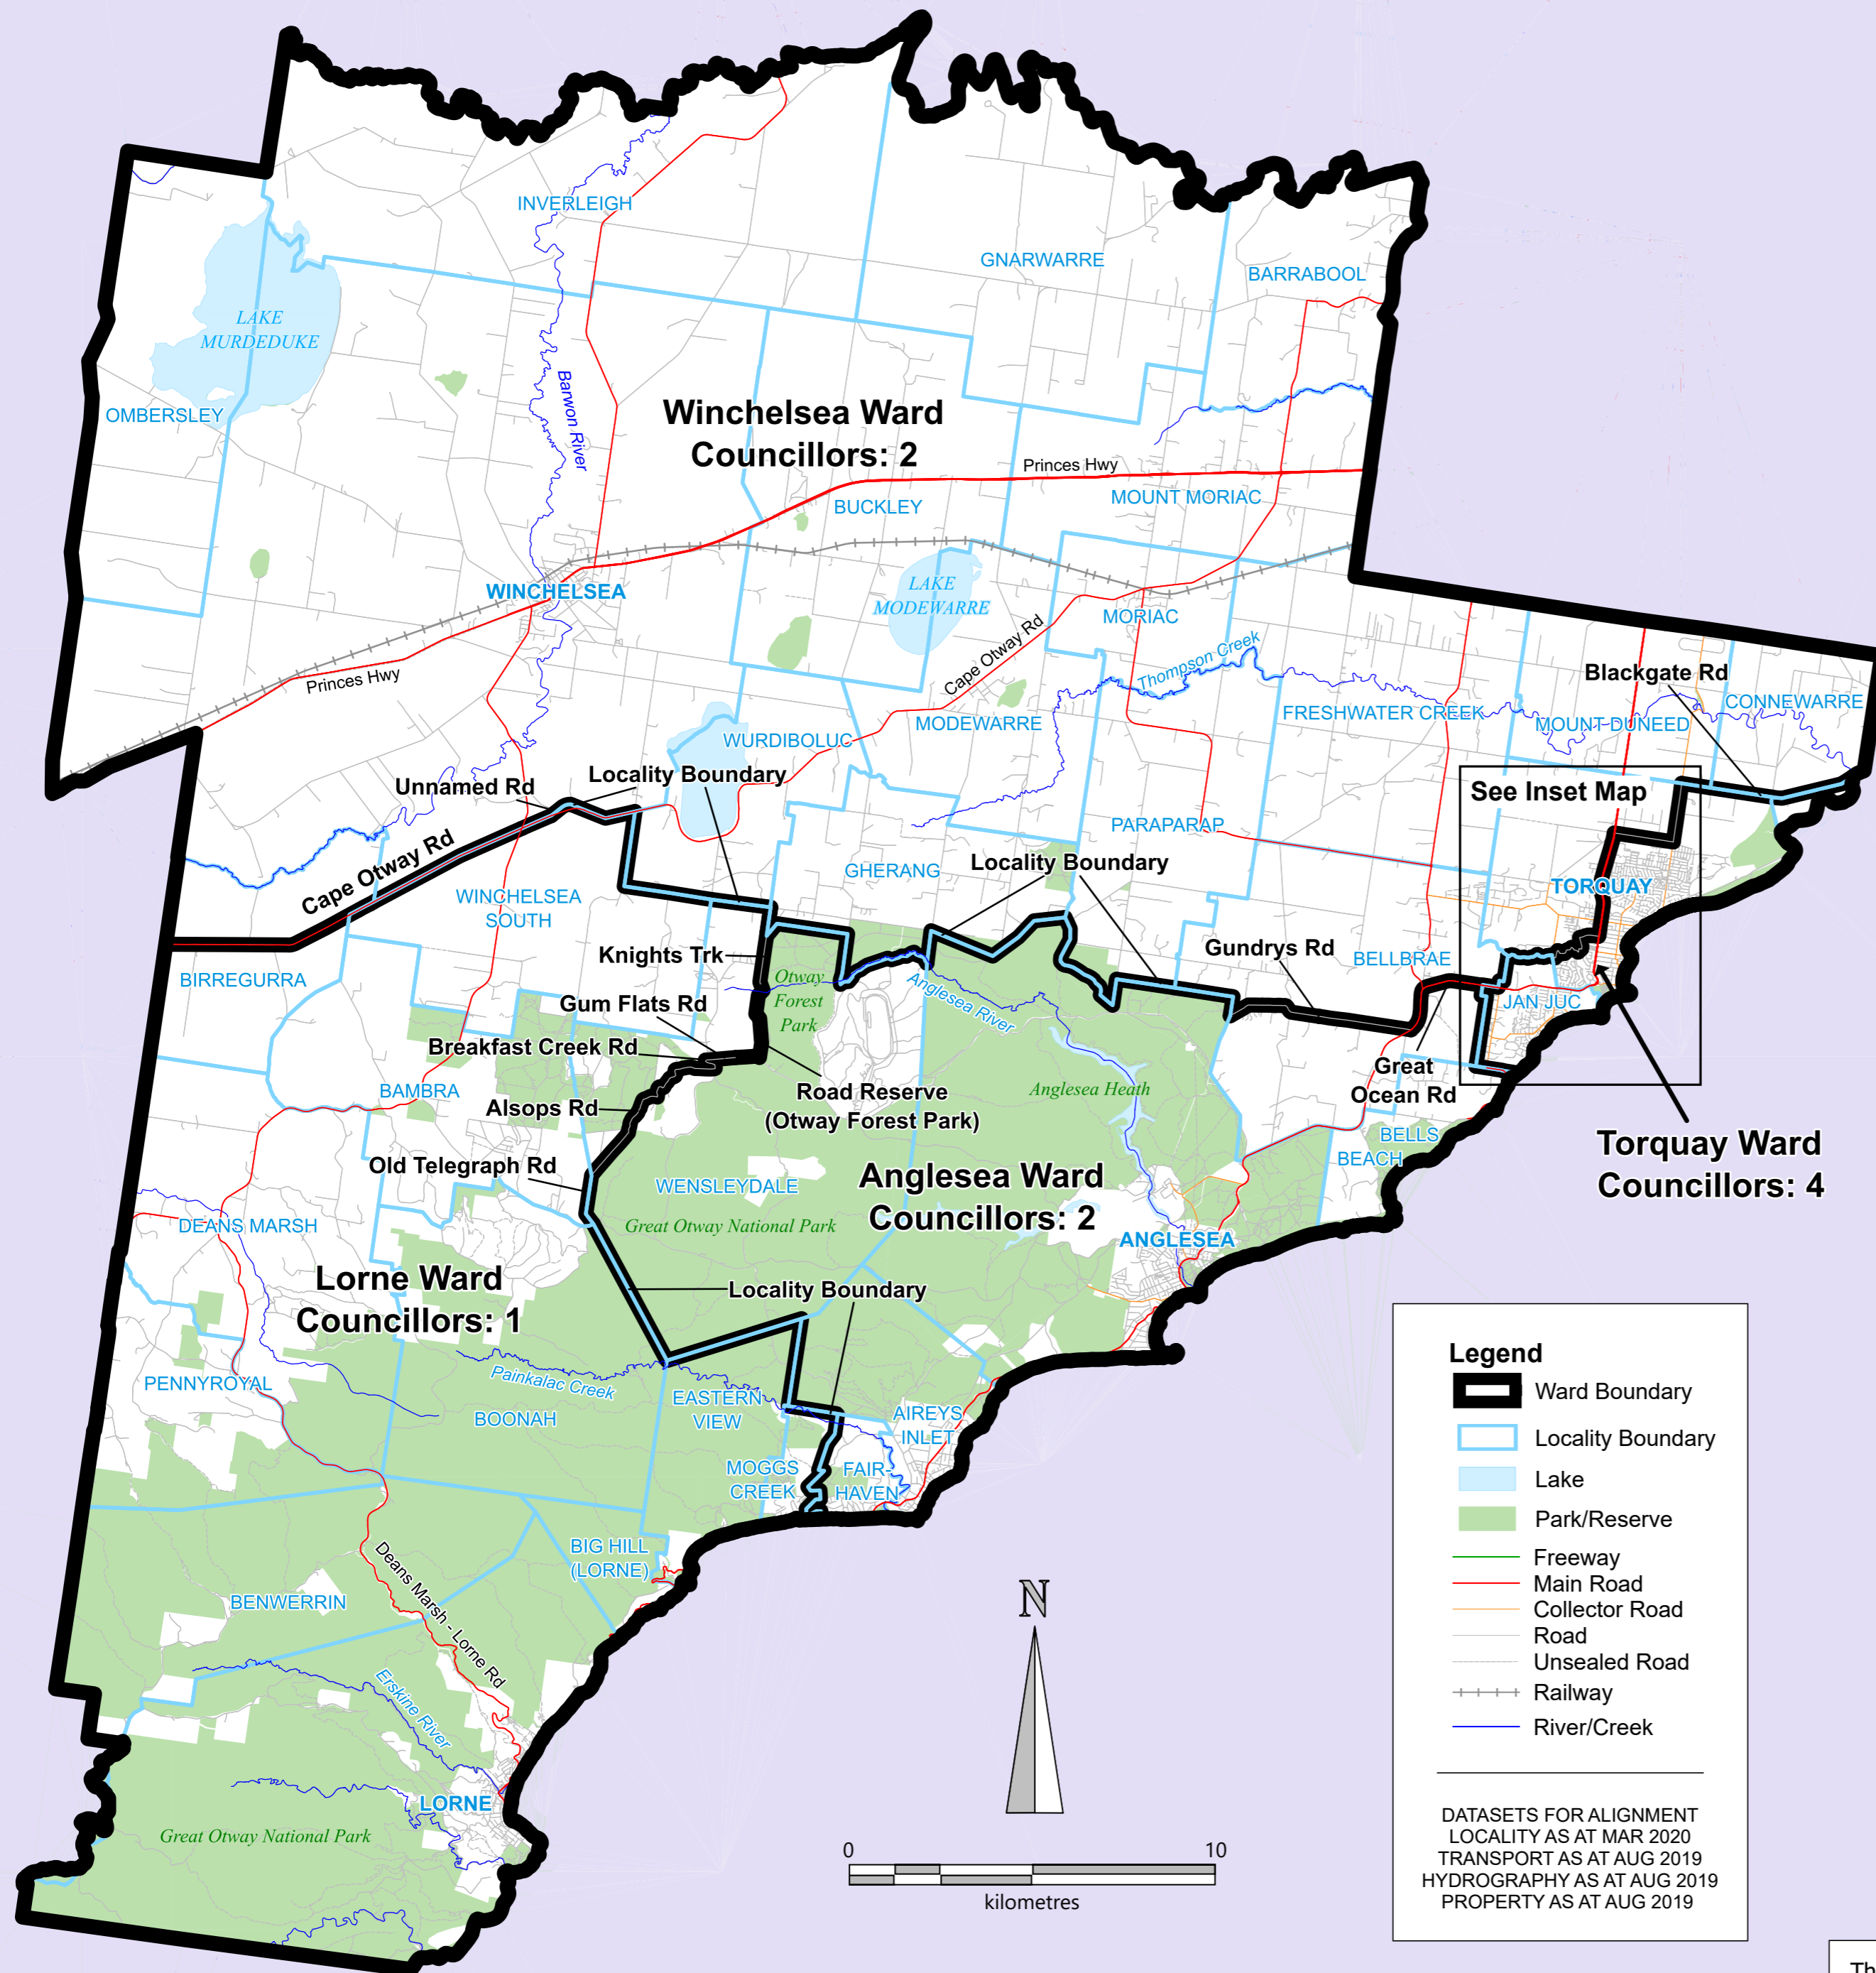 INVERLEIGH
GNARWARRE
BARRABOOL
LAKE
MURDEDUKE
OMBERSLEY
Barwon River
Winchelsea Ward
Councillors: 2
Princes Hwy
BUCKLEY
MOUNT MORIAC
WINCHELSEA
LAKE
MODEWARRE
MORIAC
Cape Otway Rd
Thompson Creek
Princes Hwy
Blackgate Rd
CONNEWARRE
FRESHWATER CREEK
MOUNT DUNEED
MODEWARRE
WURDIBOLUC
Locality Boundary
Unnamed Rd
See Inset Map
PARAPARAP
Cape Otway Rd
GHERANG
Locality Boundary
TORQUAY
WINCHELSEA
SOUTH
Knights Trk
Gundrys Rd
BELLBRAE
BIRREGURRA
Otway
Forest
Park
Anglesea River
JAN JUC
Gum Flats Rd
Breakfast Creek Rd
Great
Ocean Rd
BAMBRA
Alsops Rd
Road Reserve
(Otway Forest Park)
Anglesea Heath
BELLS
BEACH
Torquay Ward
Councillors: 4
Old Telegraph Rd
WENSLEYDALE
Anglesea Ward
Councillors: 2
Great Otway National Park
DEANS MARSH
ANGLESEA
Lorne Ward
Councillors: 1
Locality Boundary
PENNYROYAL
Painkalac Creek
BOONAH
EASTERN
VIEW
AIREYS
INLET
MOGGS
CREEK
FAIR-
HAVEN
BIG HILL
(LORNE)
Deans Marsh - Lorne Rd
BENWERRIN
Erskine River
LORNE
Great Otway National Park
N
0 10
kilometres
Legend
Ward Boundary
Locality Boundary
Lake
Park/Reserve
Freeway
Main Road
Collector Road
Road
Unsealed Road
Railway
River/Creek
DATASETS FOR ALIGNMENT
LOCALITY AS AT MAR 2020
TRANSPORT AS AT AUG 2019
HYDROGRAPHY AS AT AUG 2019
PROPERTY AS AT AUG 2019